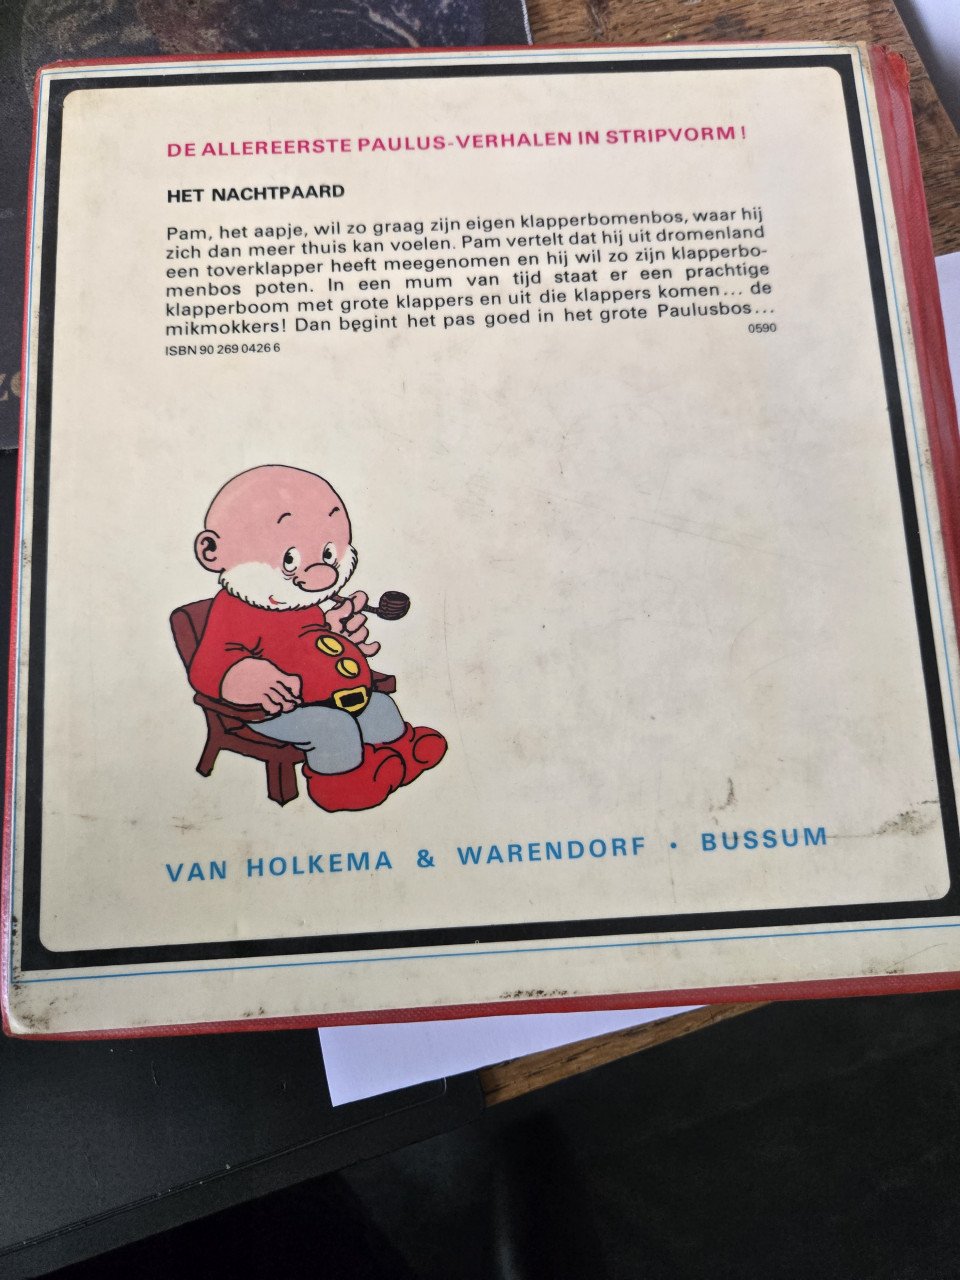 DE ALLEREERSTE PAULUS-VERHALEN IN STRIPVORM!
HET NACHTPAARD
Pam, het aapje, wil zo graag zijn eigen klapperbomenbos, waar hij
zich dan meer thuis kan voelen. Pam vertelt dat hij uit dromenland
een toverklapper heeft meegenomen en hij wil zo zijn klapperbo-
menbos poten. In een mum van tijd staat er een prachtige
klapperboom met grote klappers en uit die klappers komen... de
mikmokkers! Dan begint het pas goed in het grote Paulusbos...
0590
ISBN 90 269 0426 6
VAN HOLKEMA & WARENDORF • BUSSUM